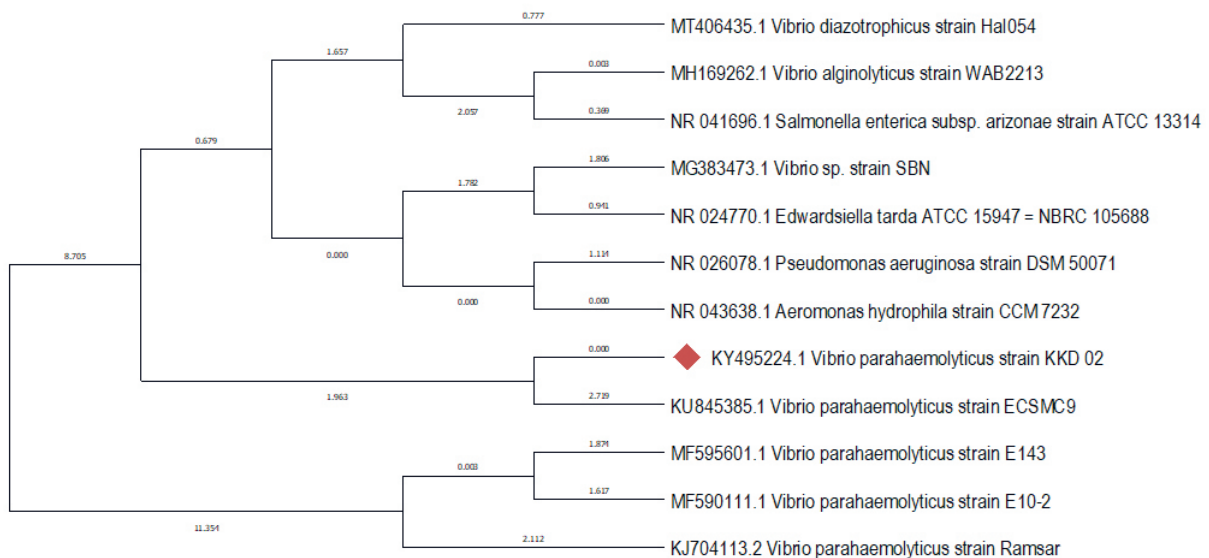 0.777
MT406435.1 Vibrio diazotrophicus strain Hal054
1.657
0.003
MH169262.1 Vibrio alginolyticus strain WAB2213
2.057
0.369
NR 041696.1 Salmonella enterica subsp. arizonae strain ATCC 13314
0.679
1.806
MG383473.1 Vibrio sp. strain SBN
1.782
0.941
NR 024770.1 Edwardsiella tarda ATCC 15947 = NBRC 105688
8.705
0.000
1.114
NR 026078.1 Pseudomonas aeruginosa strain DSM 50071
0.000
0.000
NR 043638.1 Aeromonas hydrophila strain CCM 7232
0.000
KY495224.1 Vibrio parahaemolyticus strain KKD 02
1.963
2.719
KU845385.1 Vibrio parahaemolyticus strain ECSMC9
1.874
MF595601.1 Vibrio parahaemolyticus strain E143
0.003
1.617
MF590111.1 Vibrio parahaemolyticus strain E10-2
11.354
2.112
KJ704113.2 Vibrio parahaemolyticus strain Ramsar